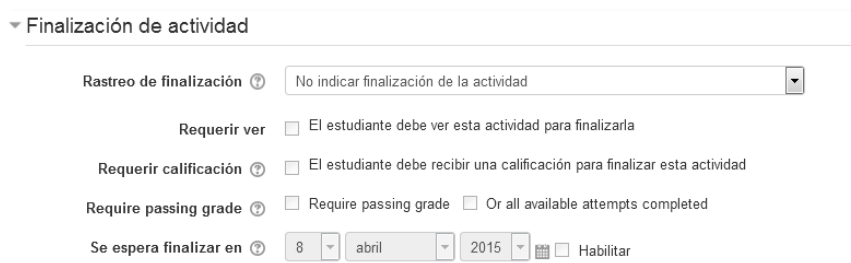 Finalización de actividad
Rastreo de finalización No indicar finalización de la actividad
Requerir ver El estudiante debe ver esta actividad para finalizarla
Requerir calificación El estudiante debe recibir una calificación para finalizar esta actividad
Require passing grade Require passing grade Or all available attempts completed
Se espera finalizar en 8 abril 2015 Habilitar